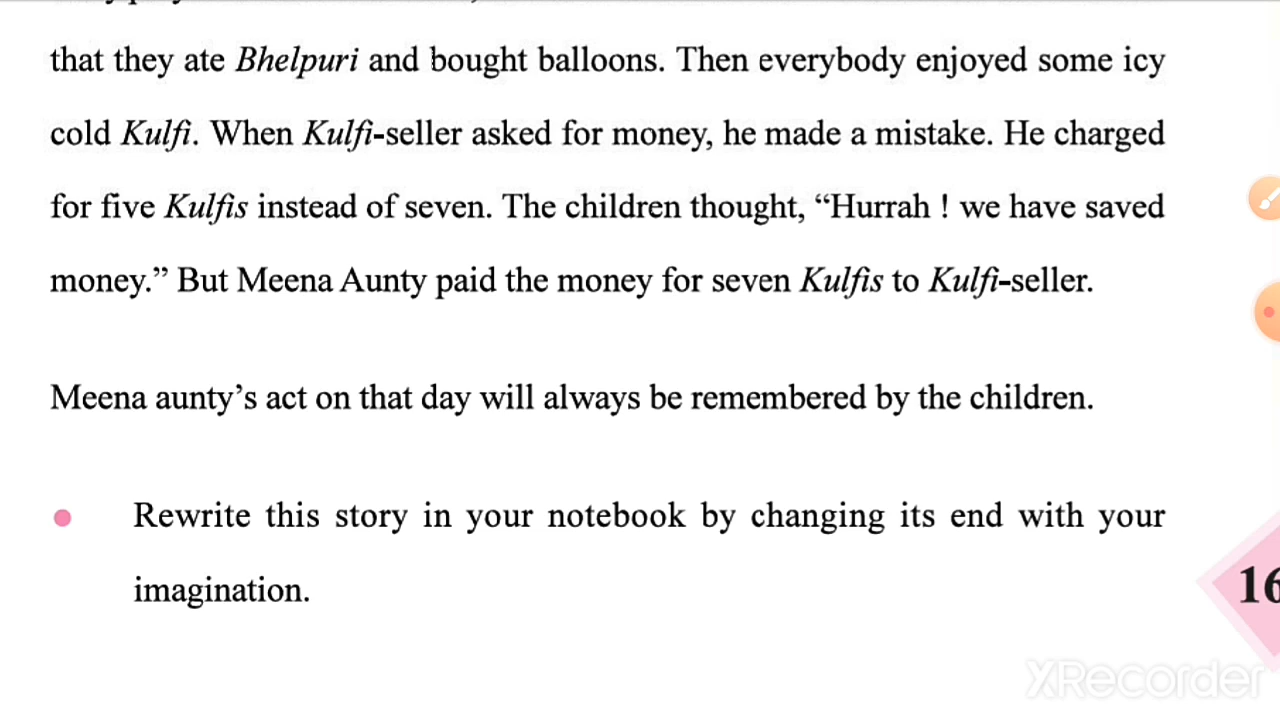 that they ate Bhelpuri and bought balloons. Then everybody enjoyed some icy
cold Kulfi. When Kulfi-seller asked for money, he made a mistake. He charged
for five Kulfis instead of seven. The children thought, “Hurrah ! we have saved
money.” But Meena Aunty paid the money for seven Kulfis to Kulfi-seller.
Meena aunty’s act on that day will always be remembered by the children.
Rewrite this story in your notebook by changing its end with your
imagination.
16
XRecorder